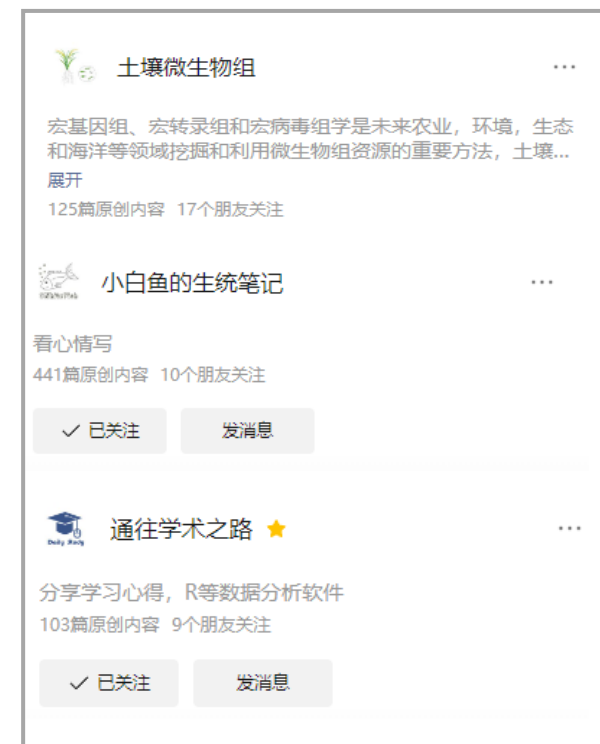 土壤微生物组
宏基因组、宏转录组和宏病毒组学是未来农业，环境，生态
和海洋等领域挖掘和利用微生物组资源的重要方法，土壤...
展开
125篇原创内容 17个朋友关注
小白鱼的生统笔记
看心情写
441篇原创内容 10个朋友关注
已关注 发消息
通往学术之路
Daily Study
分享学习心得，R等数据分析软件
103篇原创内容 9个朋友关注
已关注 发消息